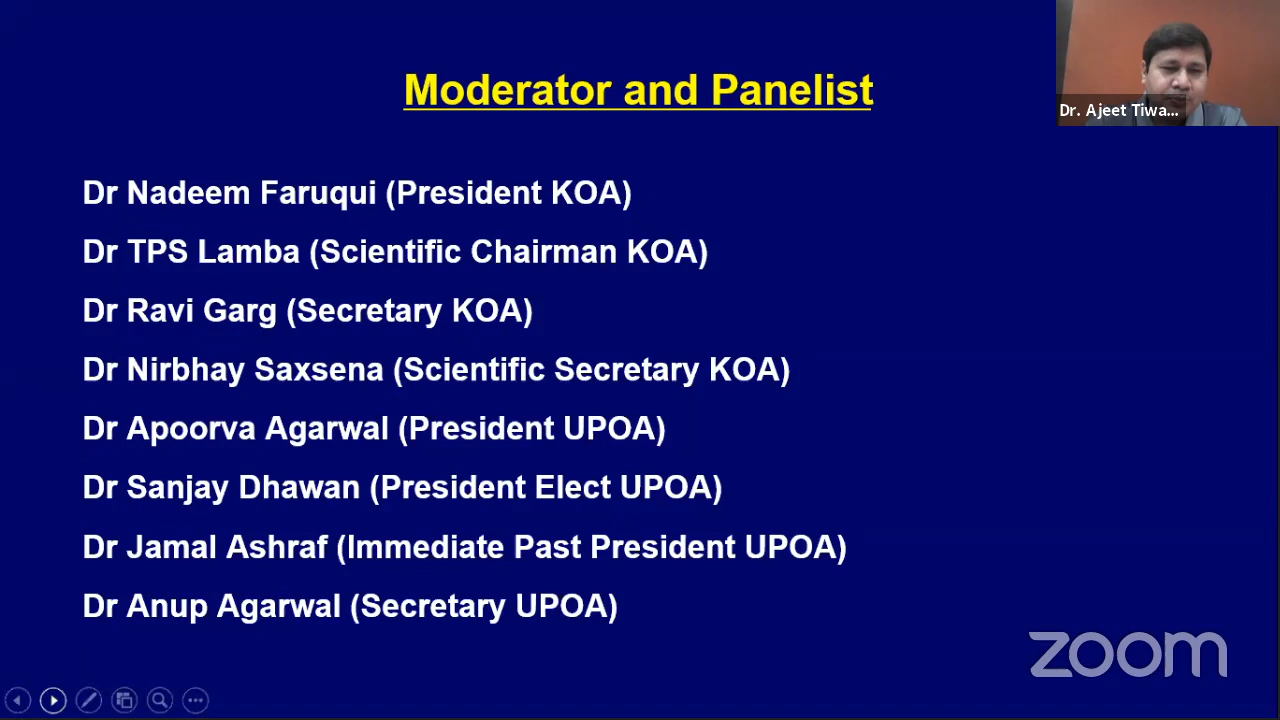 Moderator and Panelist
Dr. Ajeet Tiwa...
Dr Nadeem Faruqui (President KOA)
Dr TPS Lamba (Scientific Chairman KOA)
Dr Ravi Garg (Secretary KOA)
Dr Nirbhay Saxsena (Scientific Secretary KOA)
Dr Apoorva Agarwal (President UPOA)
Dr Sanjay Dhawan (President Elect UPOA)
Dr Jamal Ashraf (Immediate Past President UPOA)
Dr Anup Agarwal (Secretary UPOA)
zoom